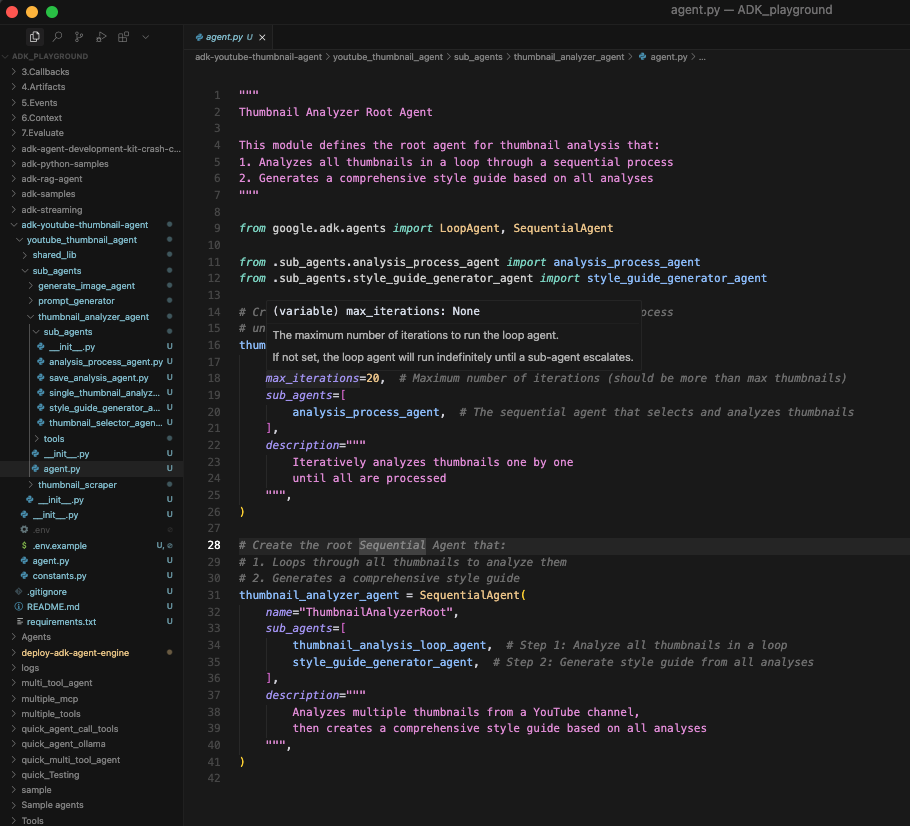 agent.py — ADK_playground
agent.py U
adk-youtube-thumbnail-agent > youtube_thumbnail_agent > sub_agents > thumbnail_analyzer_agent > agent.py > ...
ADK_PLAYGROUND
3.Callbacks
4.Artifacts
5.Events
6.Context
7.Evaluate
adk-agent-development-kit-crash-c...
adk-python-samples
adk-rag-agent
adk-samples
adk-streaming
adk-youtube-thumbnail-agent
youtube_thumbnail_agent
shared_lib
sub_agents
generate_image_agent
prompt_generator
thumbnail_analyzer_agent
sub_agents
__init__.py U
analysis_process_agent.py U
save_analysis_agent.py U
single_thumbnail_analyz... U
style_guide_generator_a... U
thumbnail_selector_agen... U
tools
__init__.py U
agent.py U
thumbnail_scraper
__init__.py U
__init__.py U
.env
$ .env.example U,
agent.py U
constants.py U
.gitignore U
README.md U
requirements.txt U
Agents
deploy-adk-agent-engine
logs
multi_tool_agent
multiple_mcp
multiple_tools
quick_agent_call_tools
quick_agent_ollama
quick_multi_tool_agent
quick_Testing
sample
Sample agents
Tools
1 """
2 Thumbnail Analyzer Root Agent
3
4 This module defines the root agent for thumbnail analysis that:
5 1. Analyzes all thumbnails in a loop through a sequential process
6 2. Generates a comprehensive style guide based on all analyses
7 """
8
9 from google.adk.agents import LoopAgent, SequentialAgent
10
11 from .sub_agents.analysis_process_agent import analysis_process_agent
12 from .sub_agents.style_guide_generator_agent import style_guide_generator_agent
13
14 # Cr
(variable) max_iterations: None
ocess
15 # un
The maximum number of iterations to run the loop agent.
16 thum
If not set, the loop agent will run indefinitely until a sub-agent escalates.
17
18 max_iterations=20, # Maximum number of iterations (should be more than max thumbnails)
19 sub_agents=[
20 analysis_process_agent, # The sequential agent that selects and analyzes thumbnails
21 ],
22 description="""
23 Iteratively analyzes thumbnails one by one
24 until all are processed
25 """,
26 )
27
28 # Create the root Sequential Agent that:
29 # 1. Loops through all thumbnails to analyze them
30 # 2. Generates a comprehensive style guide
31 thumbnail_analyzer_agent = SequentialAgent(
32 name="ThumbnailAnalyzerRoot",
33 sub_agents=[
34 thumbnail_analysis_loop_agent, # Step 1: Analyze all thumbnails in a loop
35 style_guide_generator_agent, # Step 2: Generate style guide from all analyses
36 ],
37 description="""
38 Analyzes multiple thumbnails from a YouTube channel,
39 then creates a comprehensive style guide based on all analyses
40 """,
41 )
42